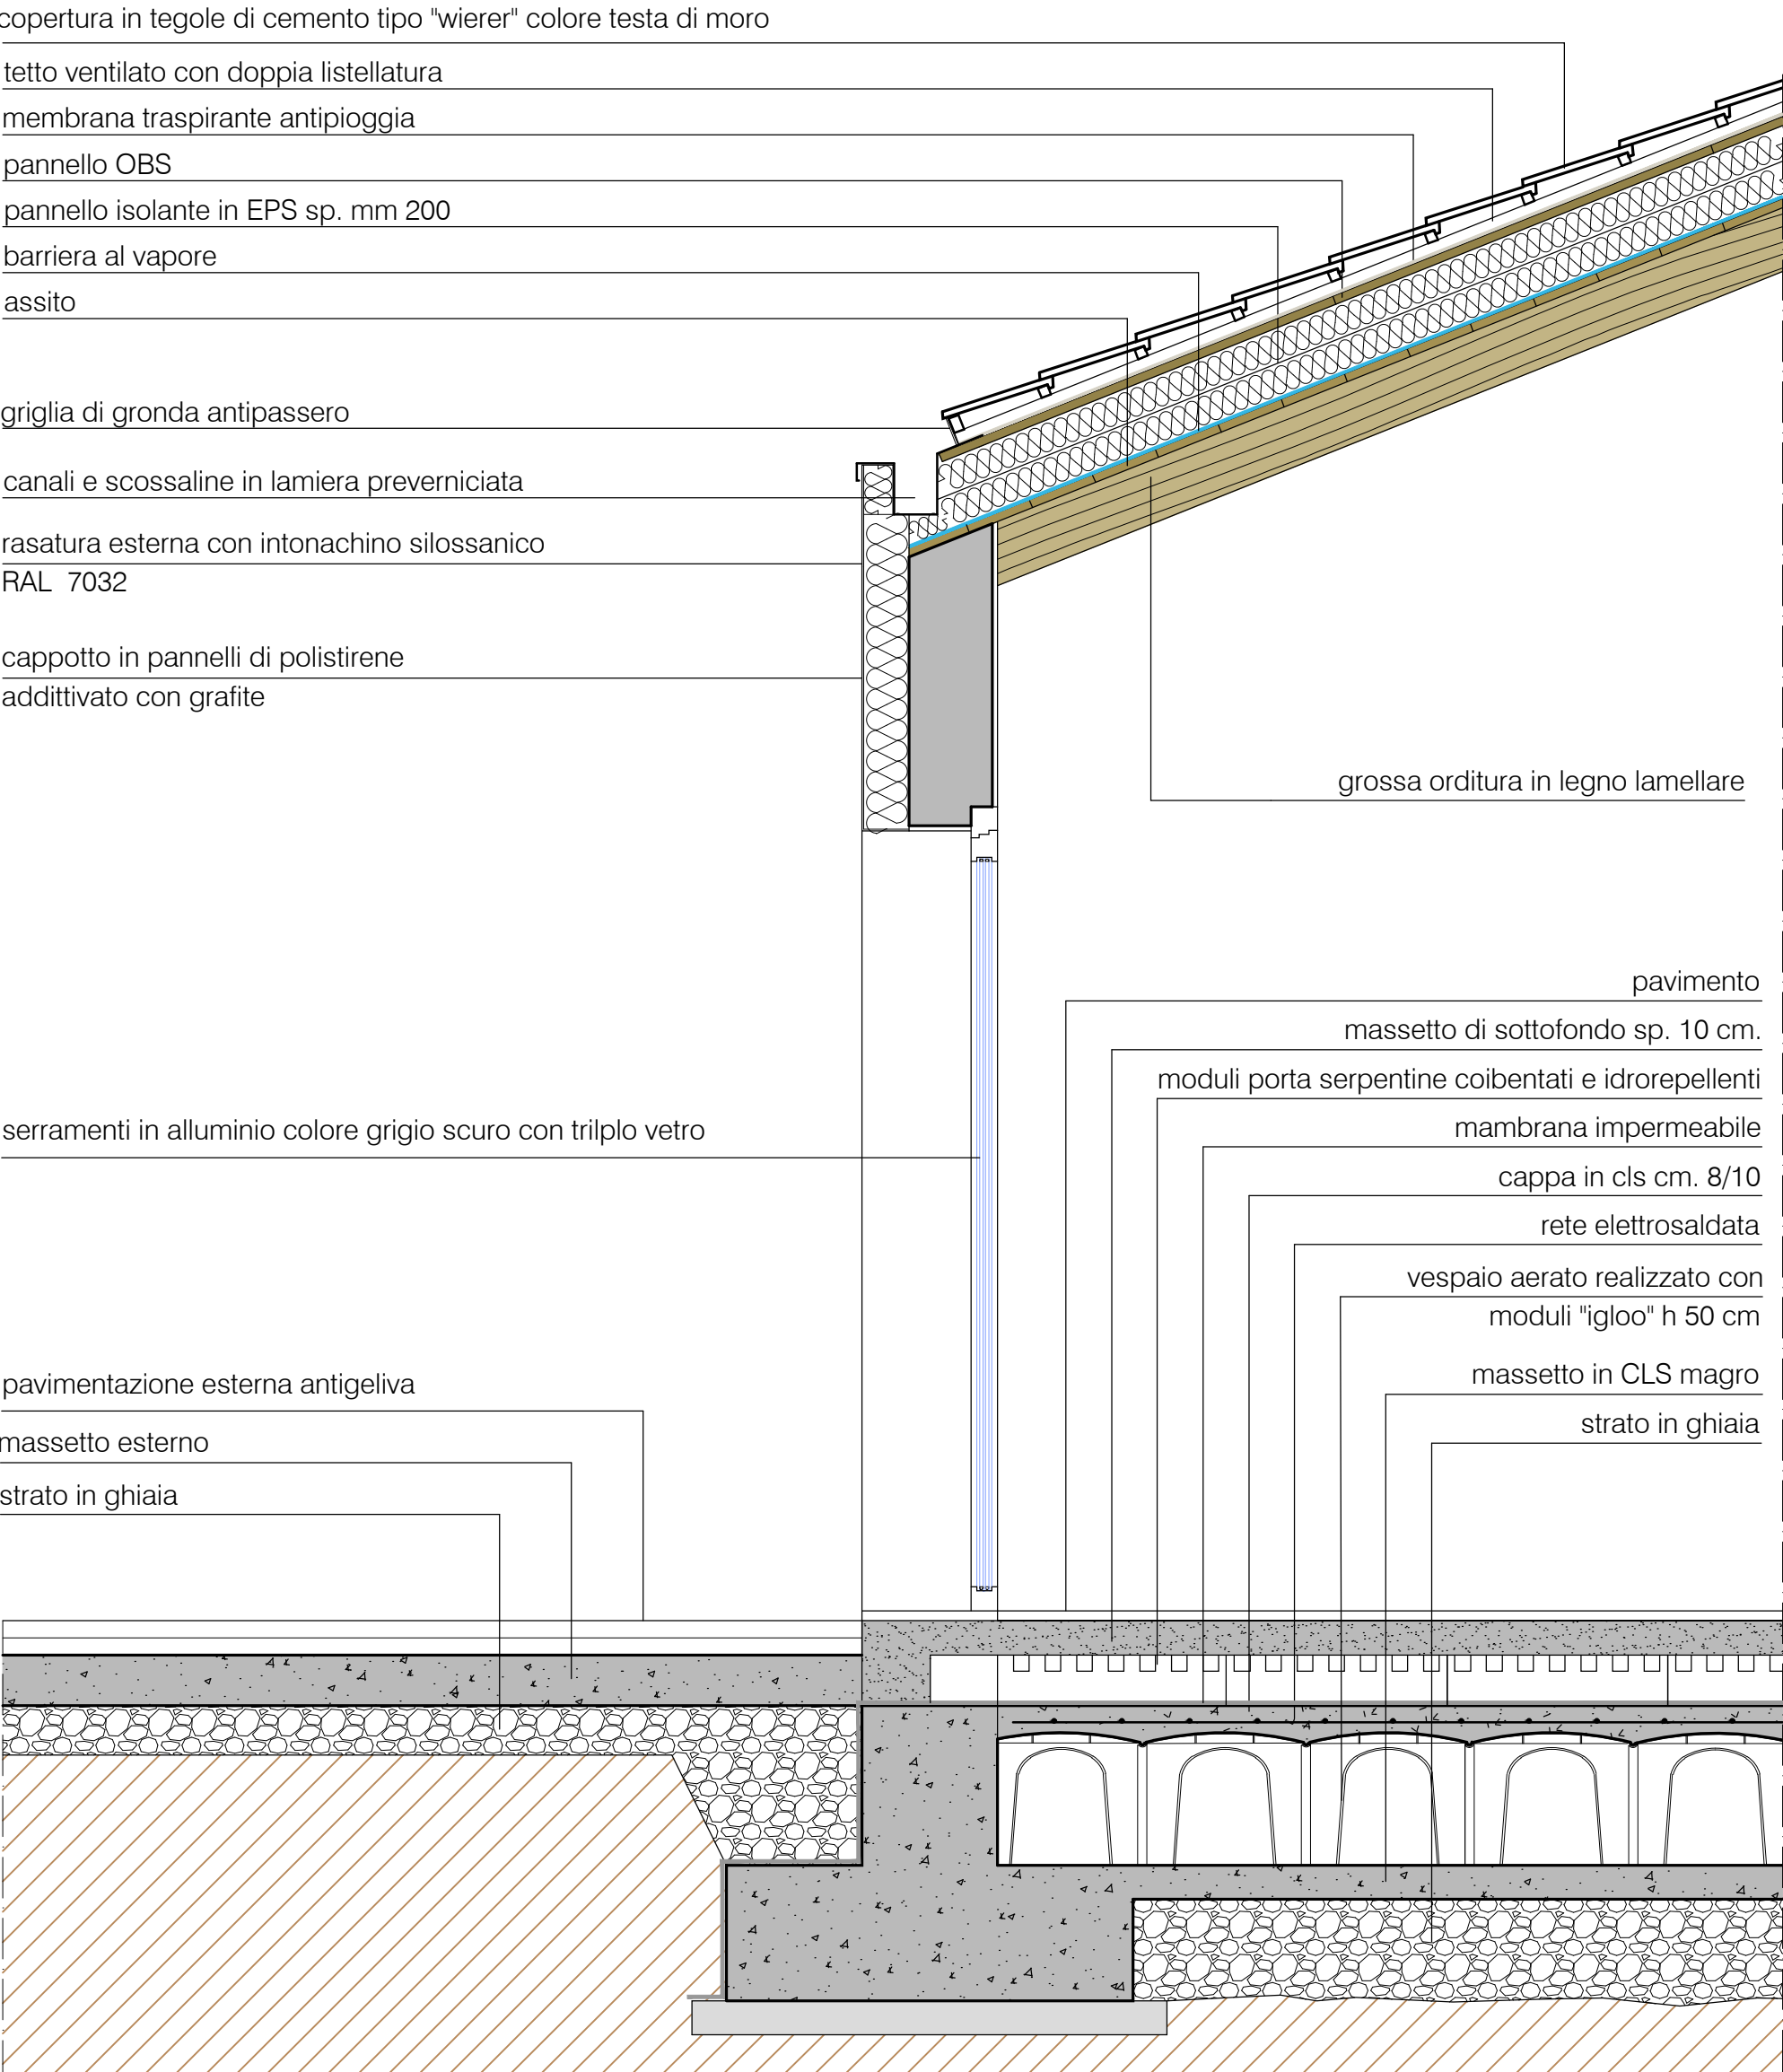 copertura in tegole di cemento tipo "wierer" colore testa di moro
tetto ventilato con doppia listellatura
membrana traspirante antipioggia
pannello OBS
pannello isolante in EPS sp. mm 200
barriera al vapore
assito
griglia di gronda antipassero
canali e scossaline in lamiera preverniciata
rasatura esterna con intonachino silossanico
RAL 7032
cappotto in pannelli di polistirene
addittivato con grafite
grossa orditura in legno lamellare
pavimento
massetto di sottofondo sp. 10 cm.
moduli porta serpentine coibentati e idrorepellenti
mambrana impermeabile
cappa in cls cm. 8/10
rete elettrosaldata
vespaio aerato realizzato con
moduli "igloo" h 50 cm
massetto in CLS magro
strato in ghiaia
serramenti in alluminio colore grigio scuro con trilplo vetro
pavimentazione esterna antigeliva
massetto esterno
strato in ghiaia